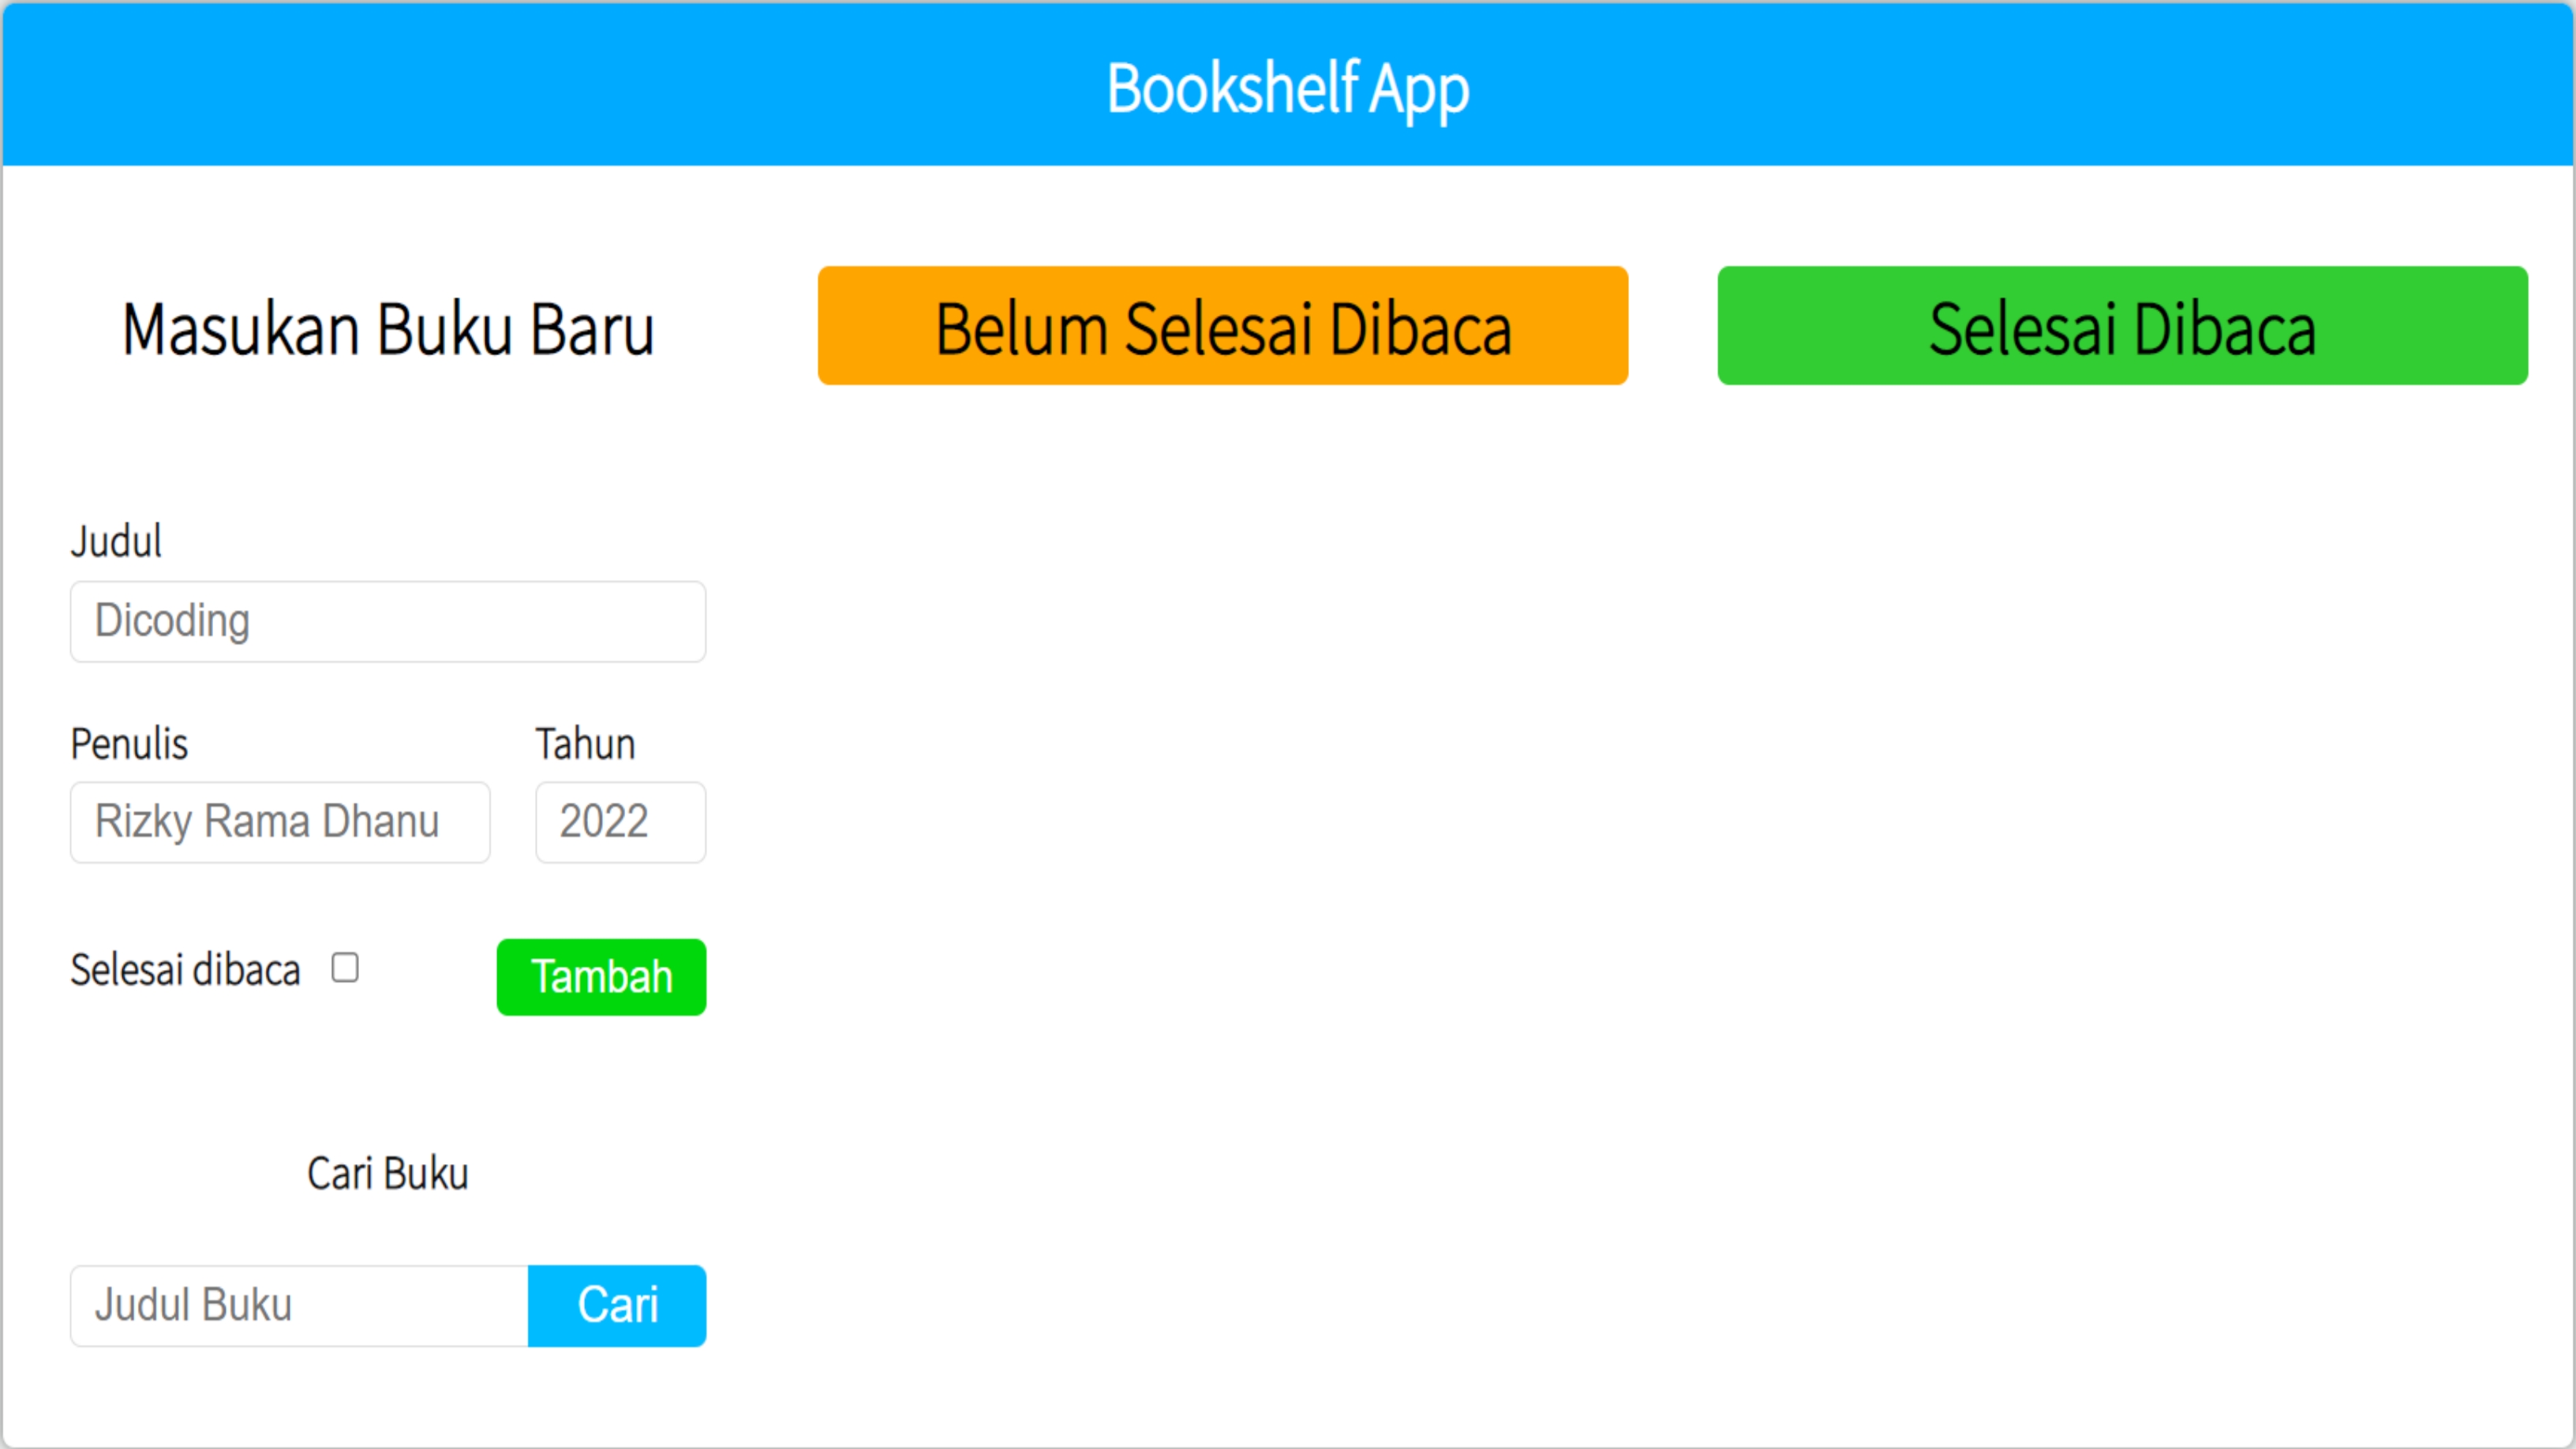 Bookshelf App
Masukan Buku Baru
Belum Selesai Dibaca
Selesai Dibaca
Judul
Dicoding
Penulis
Tahun
Rizky Rama Dhanu
2022
Selesai dibaca
Tambah
Cari Buku
Judul Buku
Cari